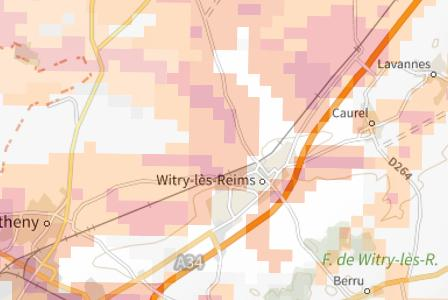 Lavannes
Caurel
D264
Witry-lès-Reims
theny
A34
F. de Witry-lès-R.
Berru